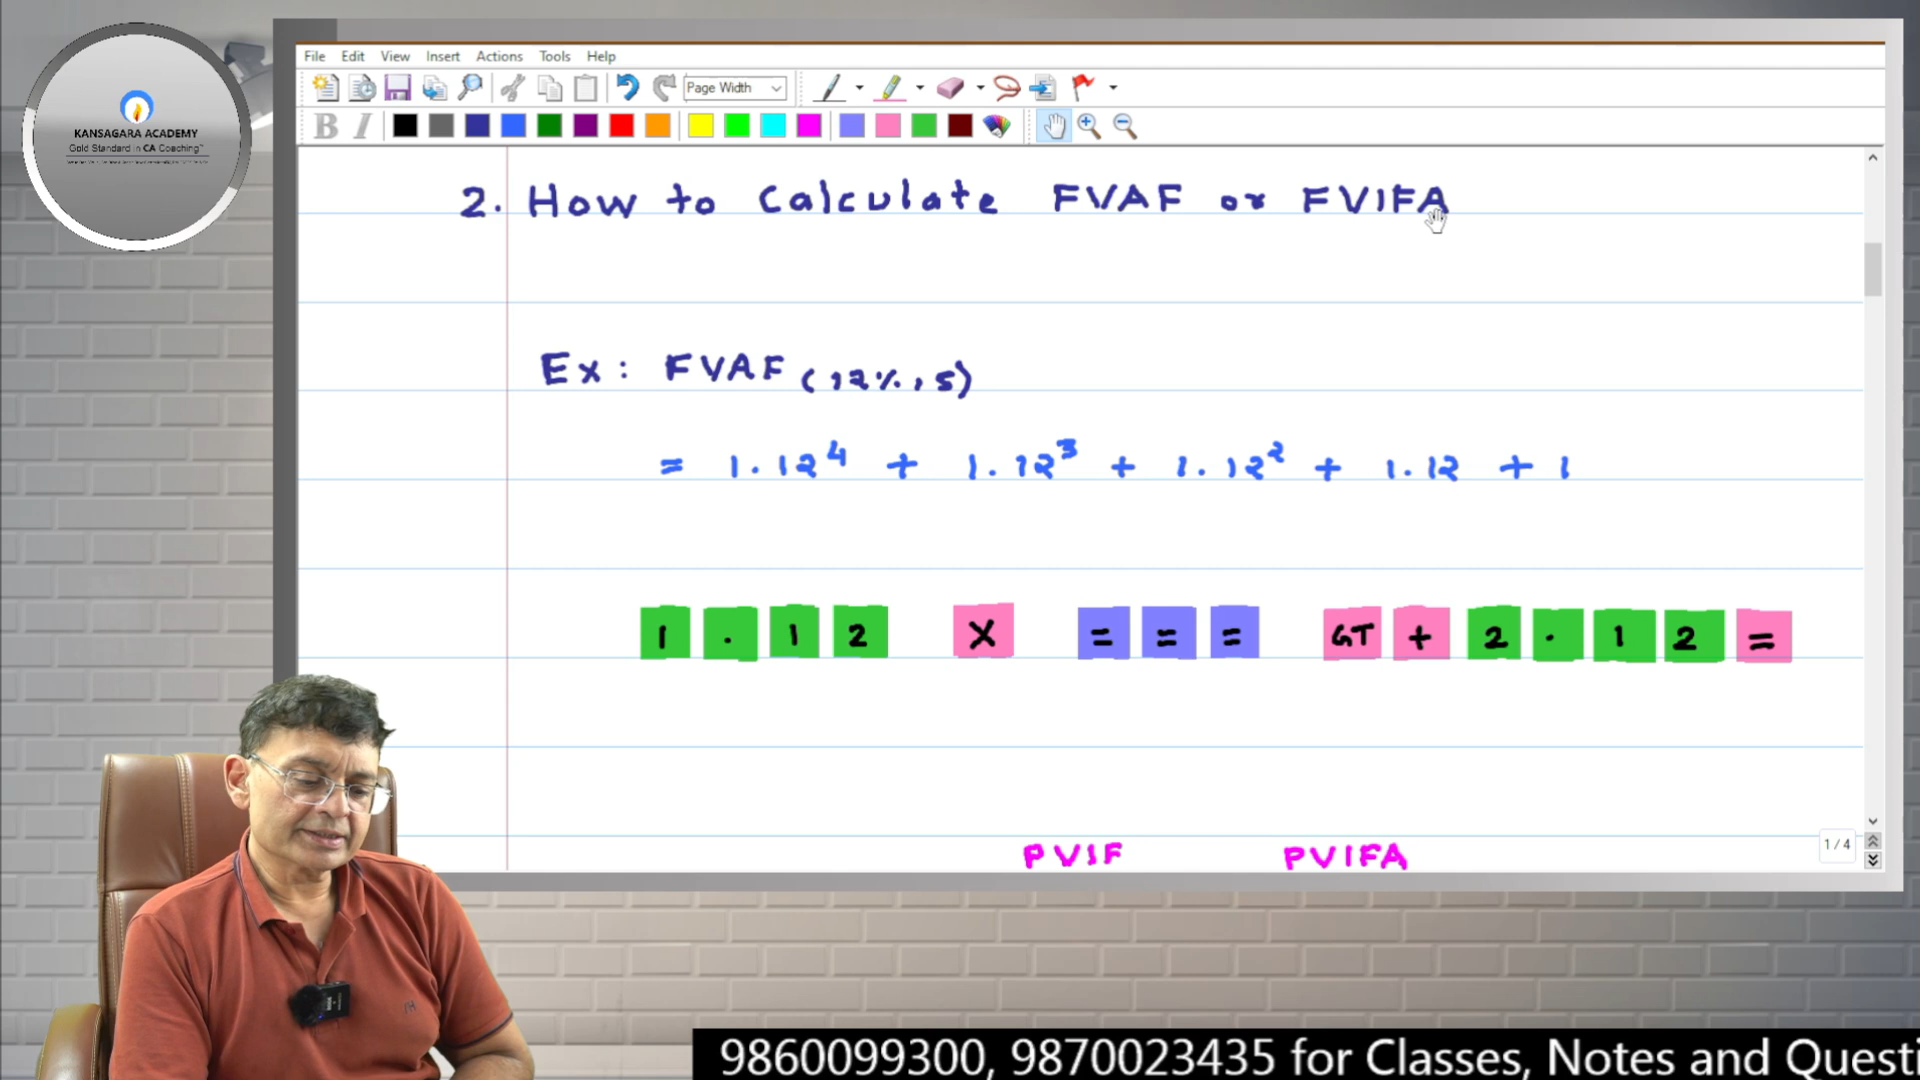 KANSAGARA ACADEMY
Gold Standard in CA Coaching™
File Edit View Insert Actions Tools Help
Page Width
B I
2. How to Calculate FVAF or FVIFA
Ex: FVAF (12%, 5)
= 1.12⁴ + 1.12³ + 1.12² + 1.12 + 1
1 . 1 2 X = = = GT + 2 . 1 2 =
PVIF PVIFA
1 / 4
9860099300, 9870023435 for Classes, Notes and Questi